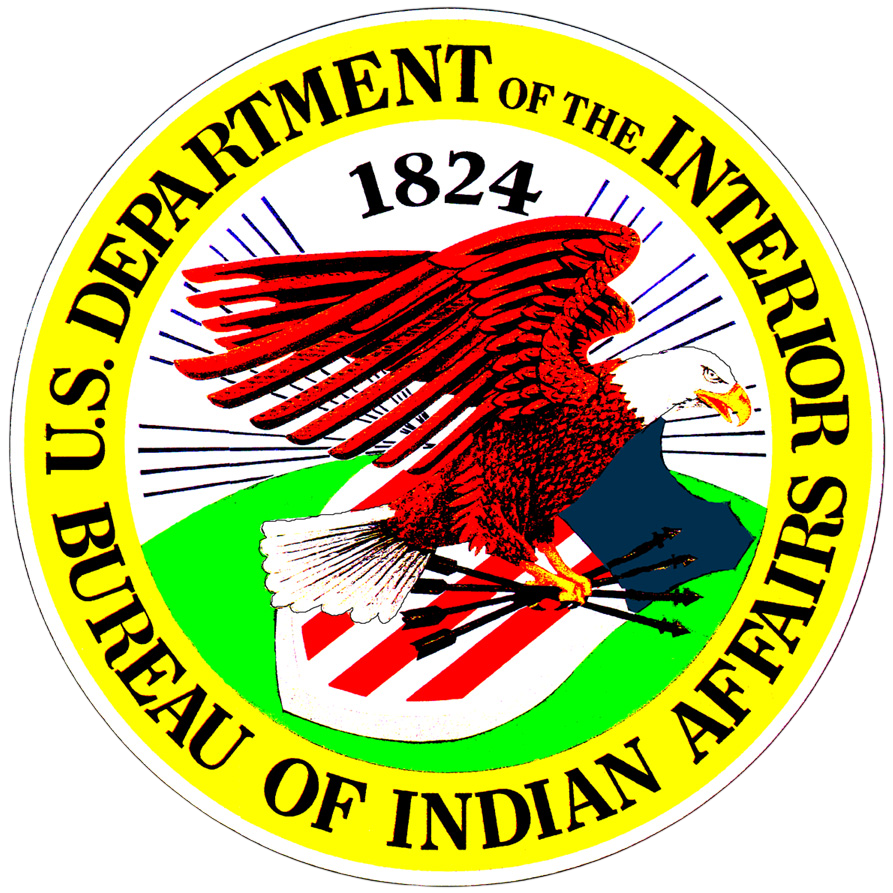 U.S. DEPARTMENT OF THE INTERIOR
1824
BUREAU OF INDIAN AFFAIRS